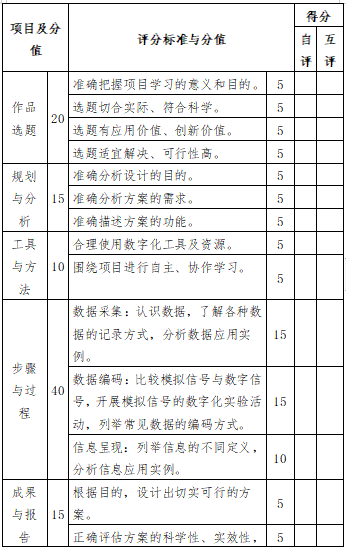 项目及分值 评分标准与分值 得分
自评 互评
作品选题 20 准确把握项目学习的意义和目的。 5
选题切合实际、符合科学。 5
选题有应用价值、创新价值。 5
选题适宜解决、可行性高。 5
规划与分析 15 准确分析设计的目的。 5
准确分析方案的需求。 5
准确描述方案的功能。 5
工具与方法 10 合理使用数字化工具及资源。 5
围绕项目进行自主、协作学习。 5
步骤与过程 40 数据采集：认识数据，了解各种数
据的记录方式，分析数据应用实 15
例。
数据编码：比较模拟信号与数字信
号，开展模拟信号的数字化实验活 15
动，列举常见数据的编码方式。
信息呈现：列举信息的不同定义， 10
分析信息应用实例。
成果与报告 15 根据目的，设计出切实可行的方 5
案。
正确评估方案的科学性、实效性， 5